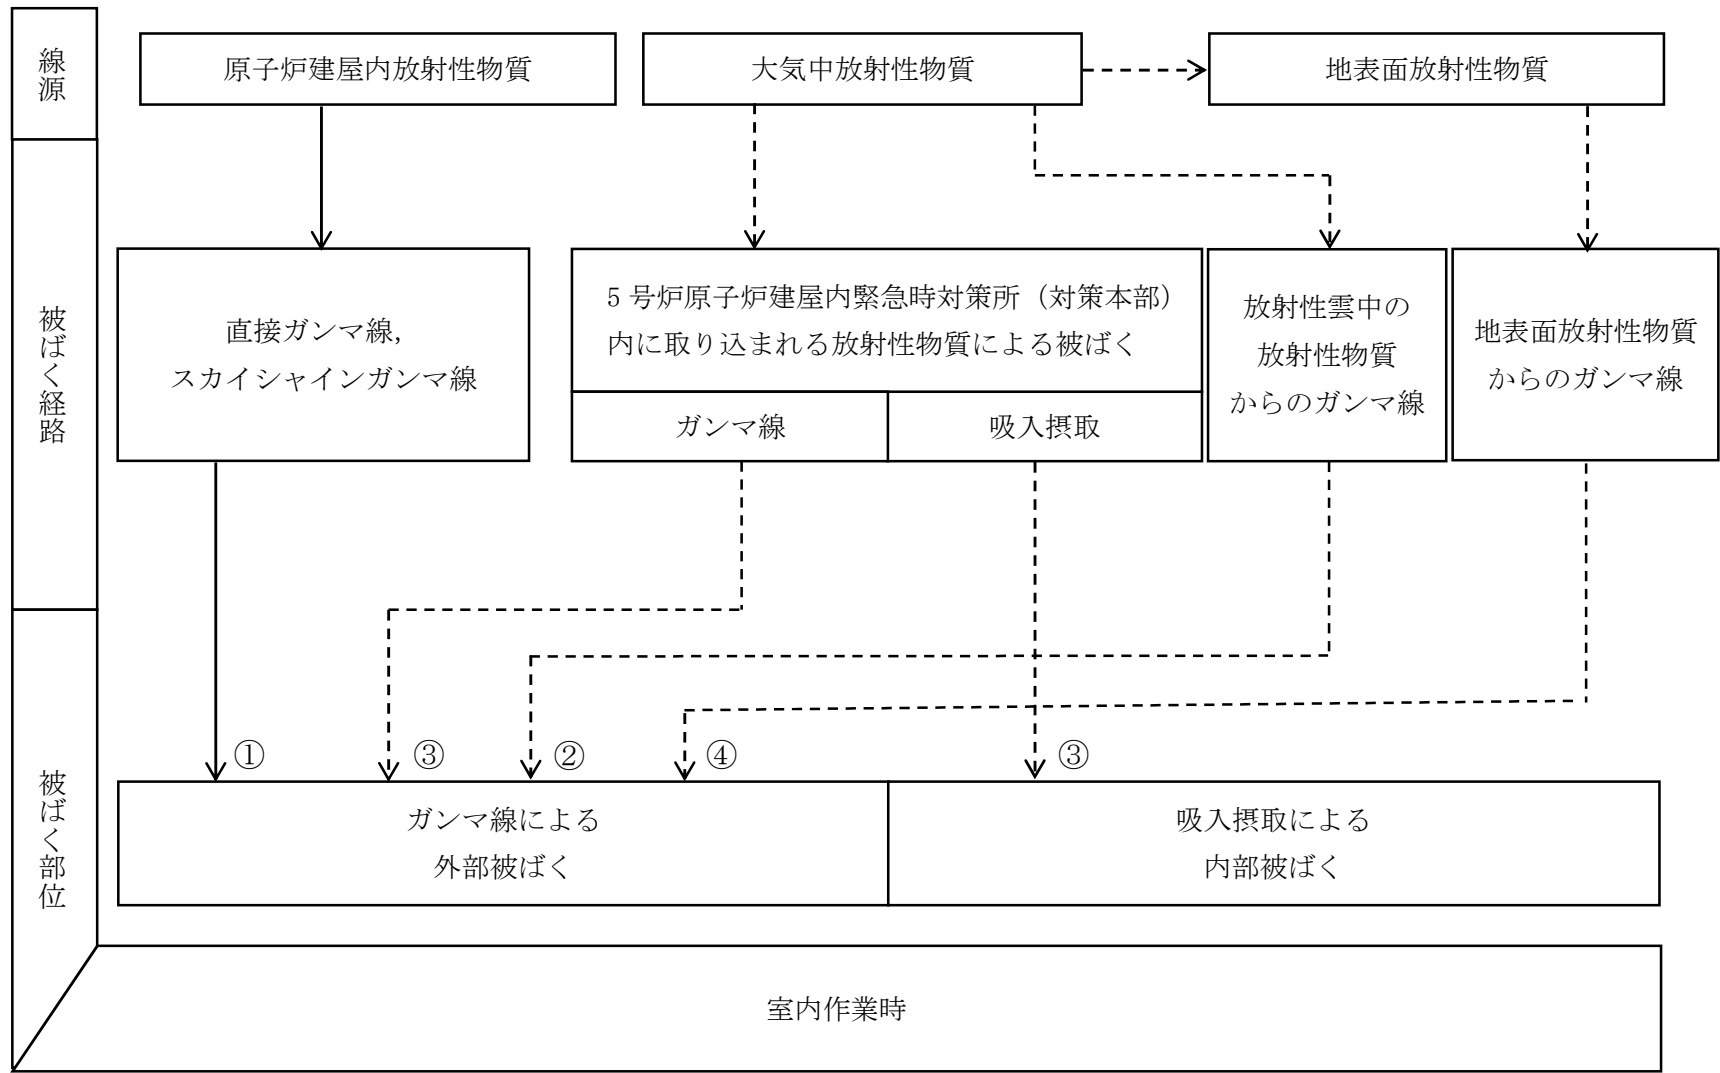 線源
原子炉建屋内放射性物質
大気中放射性物質
地表面放射性物質
被ばく経路
直接ガンマ線,
スカイシャインガンマ線
5 号炉原子炉建屋内緊急時対策所（対策本部）
内に取り込まれる放射性物質による被ばく
ガンマ線
吸入摂取
放射性雲中の
放射性物質
からのガンマ線
地表面放射性物質
からのガンマ線
被ばく部位
①
③
②
④
③
ガンマ線による
外部被ばく
吸入摂取による
内部被ばく
室内作業時